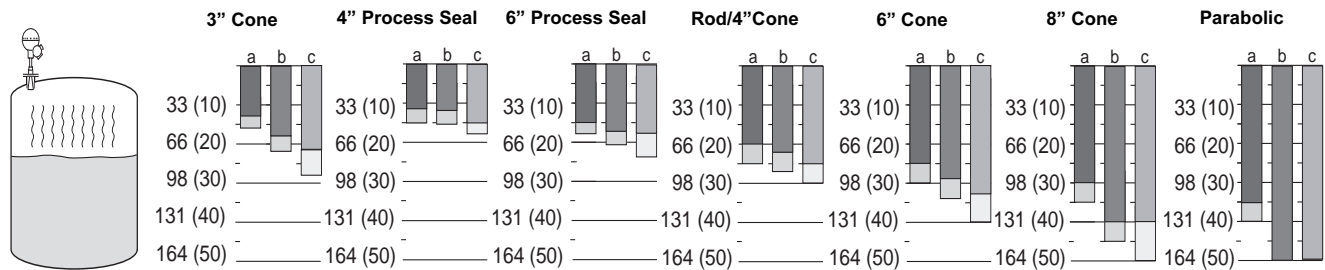 3” Cone 4” Process Seal 6” Process Seal Rod/4”Cone 6” Cone 8” Cone Parabolic
a b c a b c a b c a b c a b c a b c a b c
33 (10) 33 (10) 33 (10) 33 (10) 33 (10) 33 (10) 33 (10)
66 (20) 66 (20) 66 (20) 66 (20) 66 (20) 66 (20) 66 (20)
98 (30) 98 (30) 98 (30) 98 (30) 98 (30) 98 (30) 98 (30)
131 (40) 131 (40) 131 (40) 131 (40) 131 (40) 131 (40) 131 (40)
164 (50) 164 (50) 164 (50) 164 (50) 164 (50) 164 (50) 164 (50)